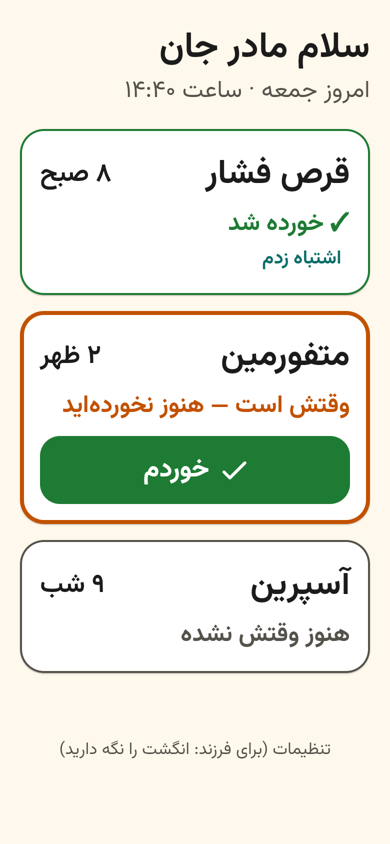 سلام مادر جان
امروز جمعه · ساعت ۱۴:۴۰
قرص فشار
۸ صبح
✓ خورده شد
اشتباه زدم
متفورمین
۲ ظهر
وقتش است — هنوز نخورده‌اید
✓ خوردم
آسپرین
۹ شب
هنوز وقتش نشده
تنظیمات (برای فرزند: انگشت را نگه دارید)